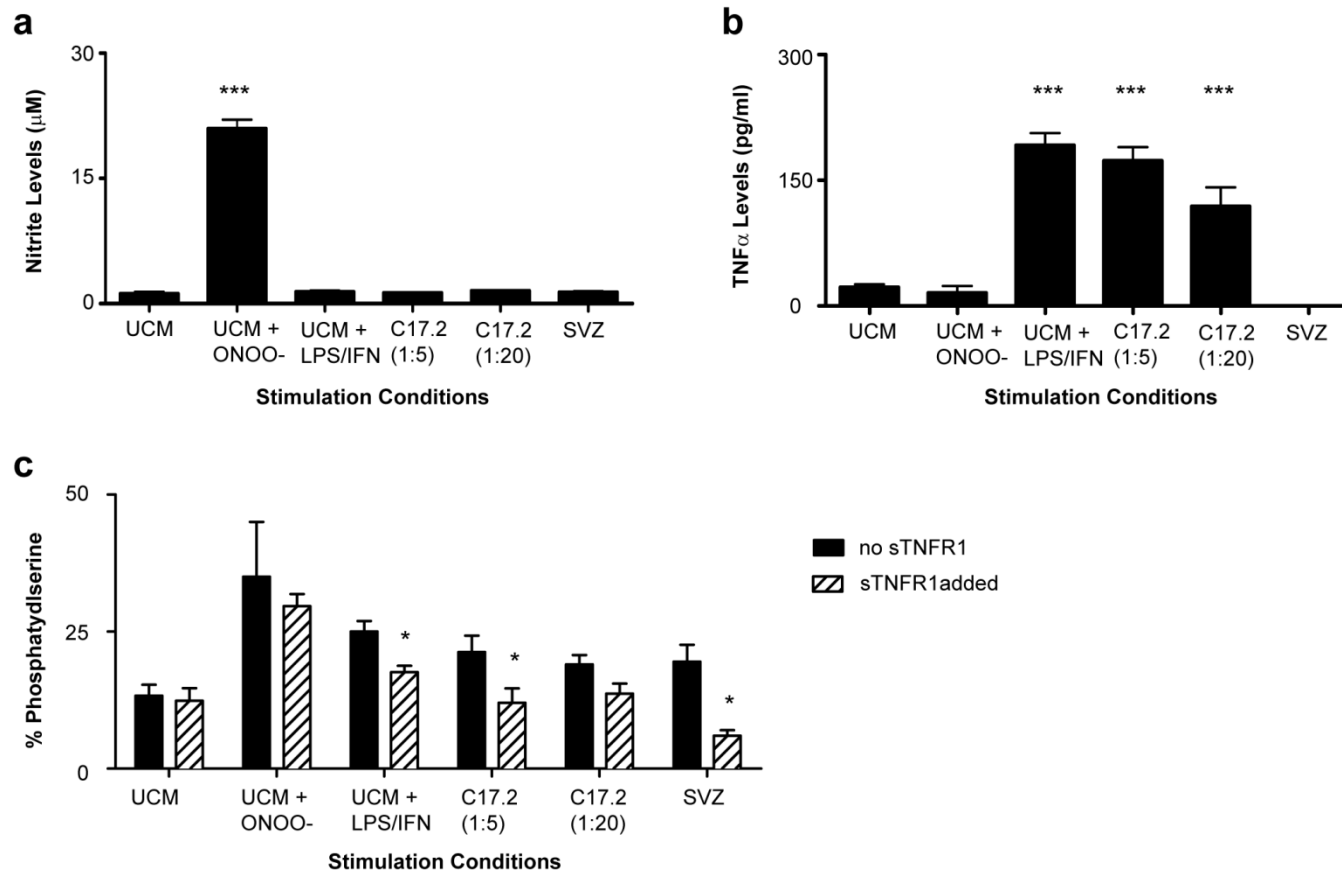 a
30
15
0
Nitrite Levels (μM)
***
UCM
UCM +
ONOO-
UCM +
LPS/IFN
C17.2
(1:5)
C17.2
(1:20)
SVZ
Stimulation Conditions
b
300
150
0
TNFα Levels (pg/ml)
***
***
***
UCM
UCM +
ONOO-
UCM +
LPS/IFN
C17.2
(1:5)
C17.2
(1:20)
SVZ
Stimulation Conditions
c
50
25
0
% Phosphatydlserine
*
*
*
UCM
UCM +
ONOO-
UCM +
LPS/IFN
C17.2
(1:5)
C17.2
(1:20)
SVZ
Stimulation Conditions
no sTNFR1
sTNFR1added